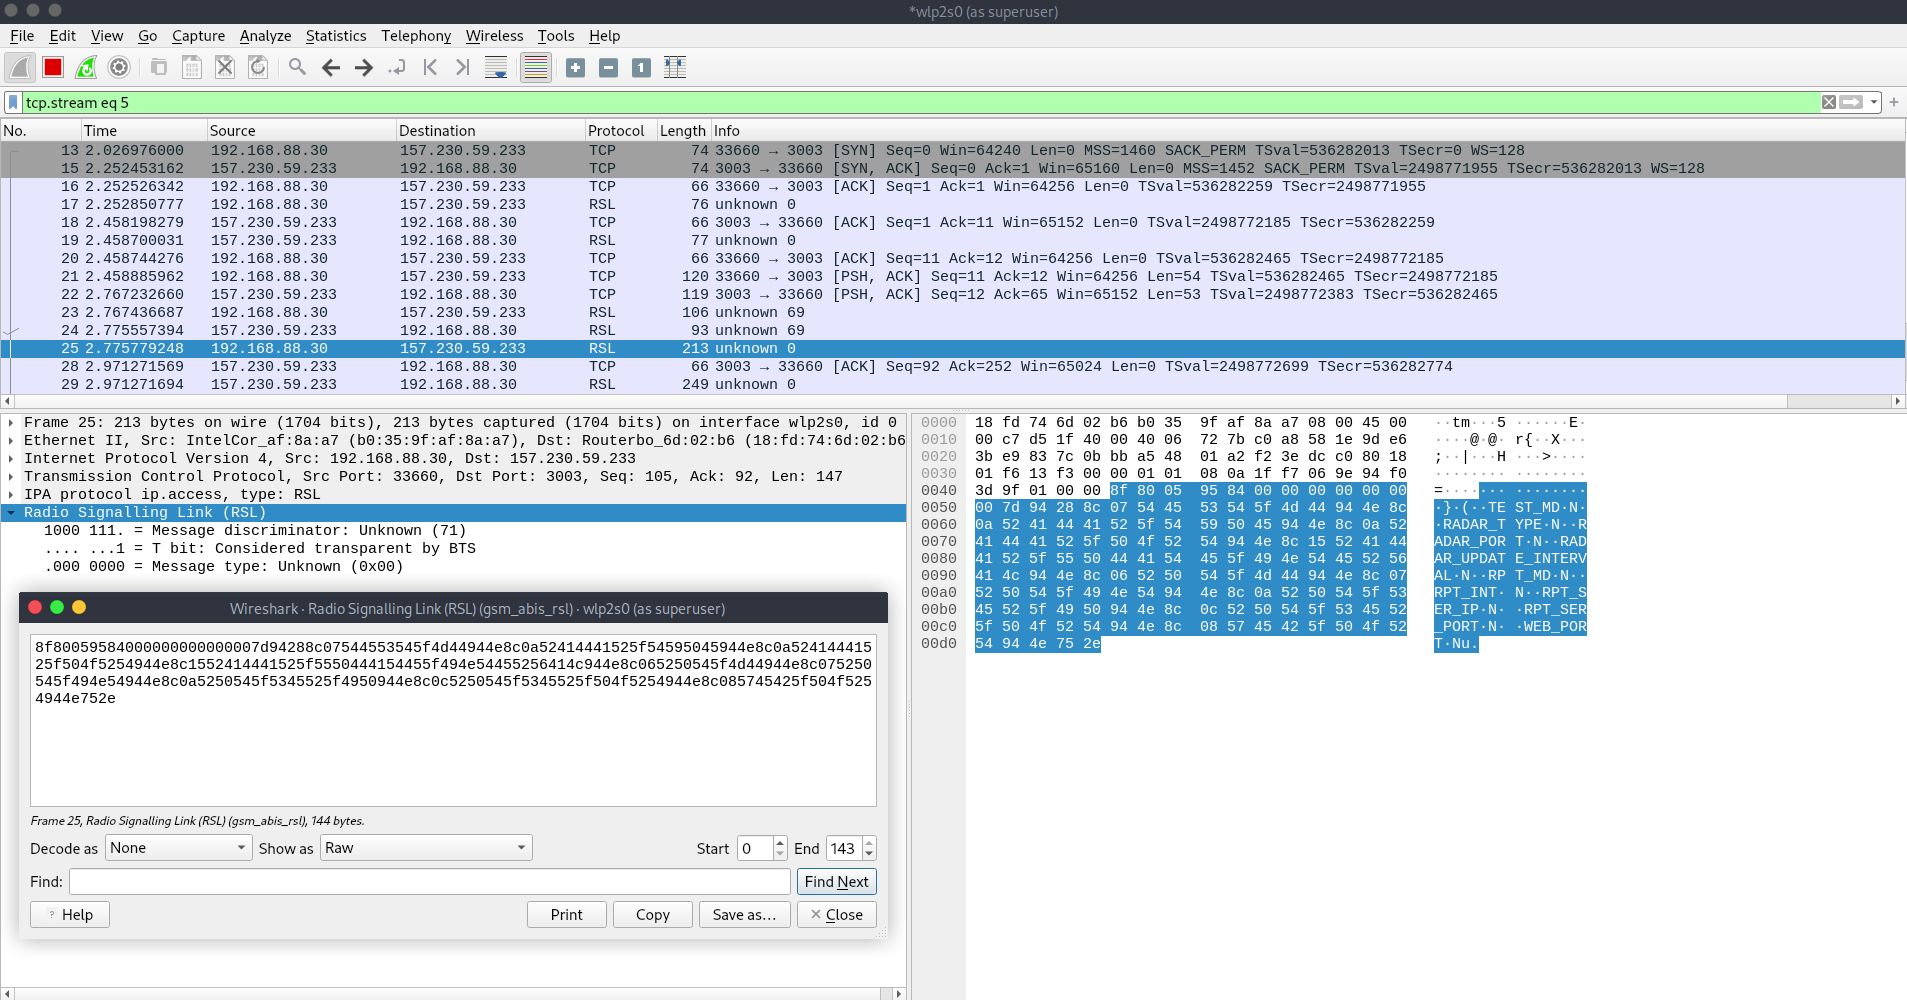 *wlp2s0 (as superuser)
File Edit View Go Capture Analyze Statistics Telephony Wireless Tools Help
tcp.stream eq 5
No. Time Source Destination Protocol Length Info
13 2.026976000 192.168.88.30 157.230.59.233 TCP 74 33660 → 3003 [SYN] Seq=0 Win=64240 Len=0 MSS=1460 SACK_PERM TSval=536282013 TSecr=0 WS=128
15 2.252453162 157.230.59.233 192.168.88.30 TCP 74 3003 → 33660 [SYN, ACK] Seq=0 Ack=1 Win=65160 Len=0 MSS=1452 SACK_PERM TSval=2498771955 TSecr=536282013 WS=128
16 2.252526342 192.168.88.30 157.230.59.233 TCP 66 33660 → 3003 [ACK] Seq=1 Ack=1 Win=64256 Len=0 TSval=536282259 TSecr=2498771955
17 2.252850777 192.168.88.30 157.230.59.233 RSL 76 unknown 0
18 2.458198279 157.230.59.233 192.168.88.30 TCP 66 3003 → 33660 [ACK] Seq=1 Ack=11 Win=65152 Len=0 TSval=2498772185 TSecr=536282259
19 2.458700031 157.230.59.233 192.168.88.30 RSL 77 unknown 0
20 2.458744276 192.168.88.30 157.230.59.233 TCP 66 33660 → 3003 [ACK] Seq=11 Ack=12 Win=64256 Len=0 TSval=536282465 TSecr=2498772185
21 2.458885962 192.168.88.30 157.230.59.233 TCP 120 33660 → 3003 [PSH, ACK] Seq=11 Ack=12 Win=64256 Len=54 TSval=536282465 TSecr=2498772185
22 2.767232660 157.230.59.233 192.168.88.30 TCP 119 3003 → 33660 [PSH, ACK] Seq=12 Ack=65 Win=65152 Len=53 TSval=2498772383 TSecr=536282465
23 2.767436687 192.168.88.30 157.230.59.233 RSL 106 unknown 69
24 2.775557394 157.230.59.233 192.168.88.30 RSL 93 unknown 69
25 2.775779248 192.168.88.30 157.230.59.233 RSL 213 unknown 0
28 2.971271569 157.230.59.233 192.168.88.30 TCP 66 3003 → 33660 [ACK] Seq=92 Ack=252 Win=65024 Len=0 TSval=2498772699 TSecr=536282774
29 2.971271694 157.230.59.233 192.168.88.30 RSL 249 unknown 0
Frame 25: 213 bytes on wire (1704 bits), 213 bytes captured (1704 bits) on interface wlp2s0, id 0
Ethernet II, Src: IntelCor_af:8a:a7 (b0:35:9f:af:8a:a7), Dst: Routerbo_6d:02:b6 (18:fd:74:6d:02:b6
Internet Protocol Version 4, Src: 192.168.88.30, Dst: 157.230.59.233
Transmission Control Protocol, Src Port: 33660, Dst Port: 3003, Seq: 105, Ack: 92, Len: 147
IPA protocol ip.access, type: RSL
Radio Signalling Link (RSL)
1000 111. = Message discriminator: Unknown (71)
.... ...1 = T bit: Considered transparent by BTS
.000 0000 = Message type: Unknown (0x00)
0000 18 fd 74 6d 02 b6 b0 35 9f af 8a a7 08 00 45 00 ··tm···5 ······E·
0010 00 c7 d5 1f 40 00 40 06 72 7b c0 a8 58 1e 9d e6 ····@·@· r{··X···
0020 3b e9 83 7c 0b bb a5 48 01 a2 f2 3e dc c0 80 18 ;··|···H ···>····
0030 01 f6 13 f3 00 00 01 01 08 0a 1f f7 06 9e 94 f0 ········ ········
0040 3d 9f 01 00 00 8f 80 05 95 84 00 00 00 00 00 00 =······· ········
0050 00 7d 94 28 8c 07 54 45 53 54 5f 4d 44 94 4e 8c ·}·(··TE ST_MD·N·
0060 0a 52 41 44 41 52 5f 54 59 50 45 94 4e 8c 0a 52 ·RADAR_T YPE·N··R
0070 41 44 41 52 5f 50 4f 52 54 94 4e 8c 15 52 41 44 ADAR_POR T·N··RAD
0080 41 52 5f 55 50 44 41 54 45 5f 49 4e 54 45 52 56 AR_UPDAT E_INTERV
0090 41 4c 94 4e 8c 06 52 50 54 5f 4d 44 94 4e 8c 07 AL·N··RP T_MD·N··
00a0 52 50 54 5f 49 4e 54 94 4e 8c 0a 52 50 54 5f 53 RPT_INT· N··RPT_S
00b0 45 52 5f 49 50 94 4e 8c 0c 52 50 54 5f 53 45 52 ER_IP·N· ·RPT_SER
00c0 5f 50 4f 52 54 94 4e 8c 08 57 45 42 5f 50 4f 52 _PORT·N· ·WEB_POR
00d0 54 94 4e 75 2e T·Nu.
Wireshark · Radio Signalling Link (RSL) (gsm_abis_rsl) · wlp2s0 (as superuser)
8f80059584000000000000007d94288c07544553545f4d44944e8c0a52414441525f54595045944e8c0a524144415
25f504f5254944e8c1552414441525f5550444154455f494e54455256414c944e8c065250545f4d44944e8c075250
545f494e54944e8c0a5250545f5345525f4950944e8c0c5250545f5345525f504f5254944e8c085745425f504f525
4944e752e
Frame 25, Radio Signalling Link (RSL) (gsm_abis_rsl), 144 bytes.
Decode as None Show as Raw Start 0 End 143
Find: Find Next
Help Print Copy Save as… Close